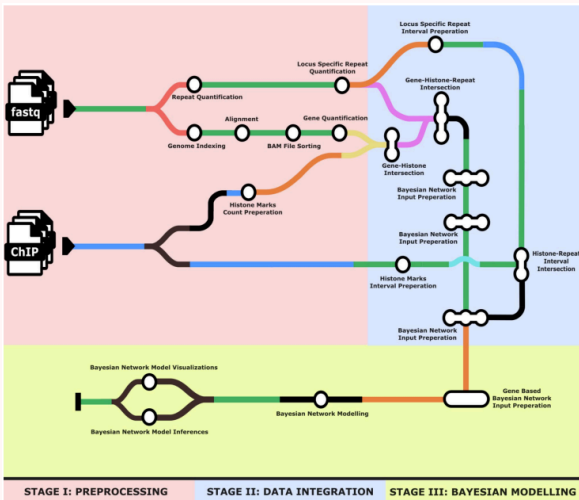 Locus Specific Repeat
Interval Preperation
Locus Specific Repeat
Quantification
fastq
Repeat Quantification
Gene-Histone-Repeat
Intersection
Alignment
Gene Quantification
Genome Indexing
BAM File Sorting
Gene-Histone
Intersection
Bayesian Network
Input Preperation
Histone Marks
Count Preperation
Bayesian Network
Input Preperation
ChIP
Histone-Repeat
Interval
Intersection
Histone Marks
Interval Preperation
Bayesian Network
Input Preperation
Bayesian Network Model Visualizations
Gene Based
Bayesian Network
Input Preperation
Bayesian Network Modelling
Bayesian Network Model Inferences
STAGE I: PREPROCESSING
STAGE II: DATA INTEGRATION
STAGE III: BAYESIAN MODELLING